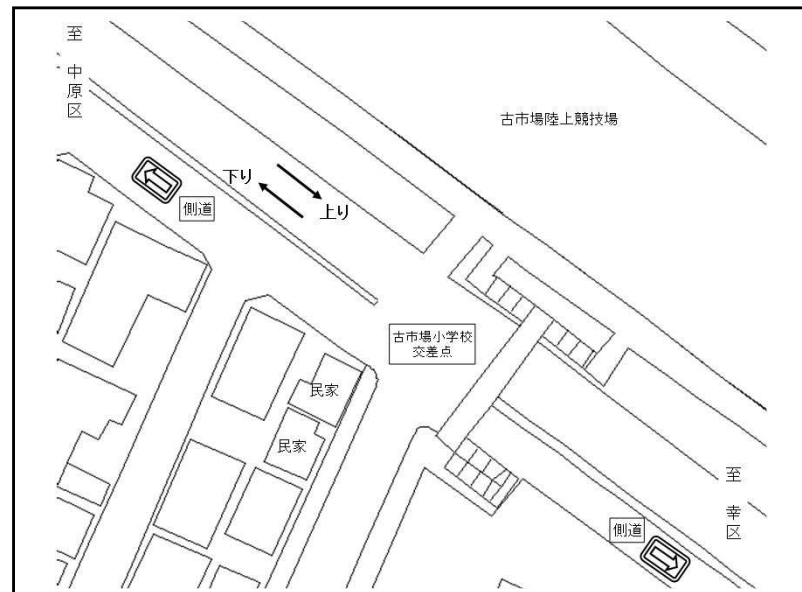 至 中原区
古市場陸上競技場
下り
上り
側道
古市場小学校
交差点
民家
民家
至 幸区
側道